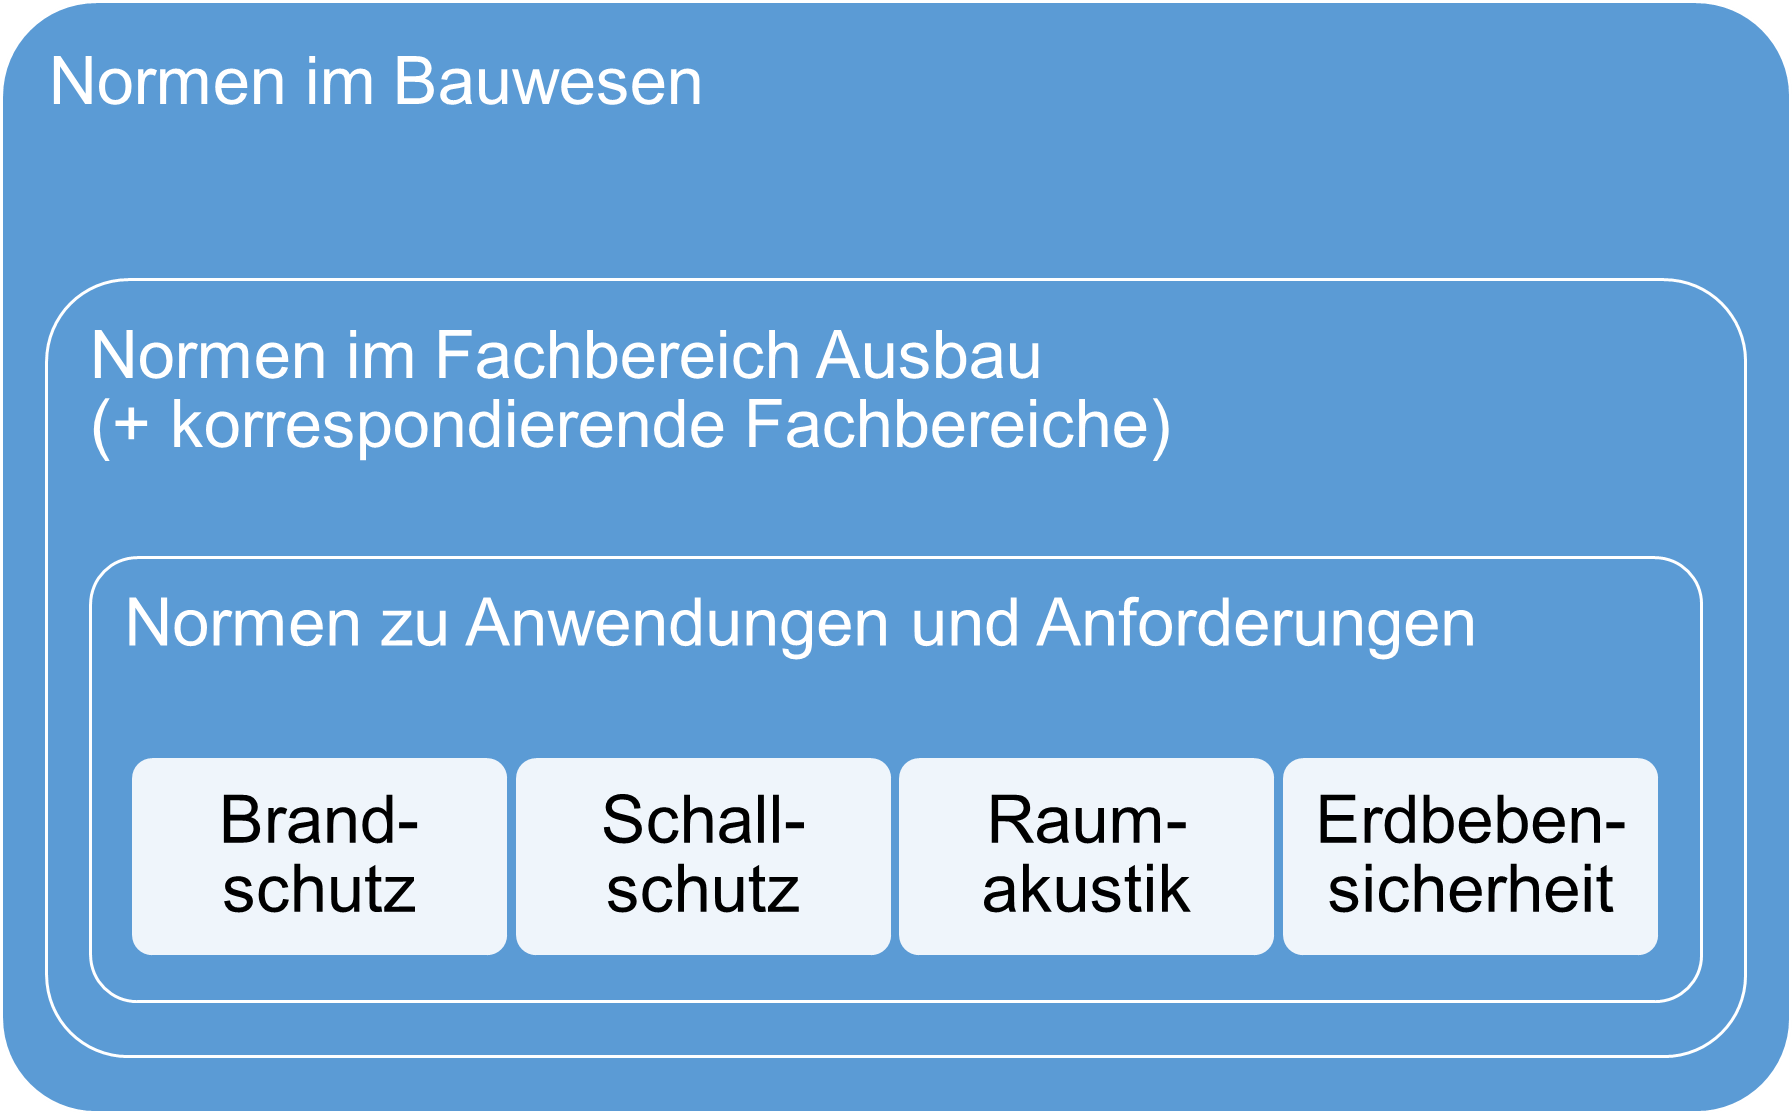 Normen im Bauwesen
Normen im Fachbereich Ausbau
(+ korrespondierende Fachbereiche)
Normen zu Anwendungen und Anforderungen
Brand-
schutz
Schall-
schutz
Raum-
akustik
Erdbeben-
sicherheit